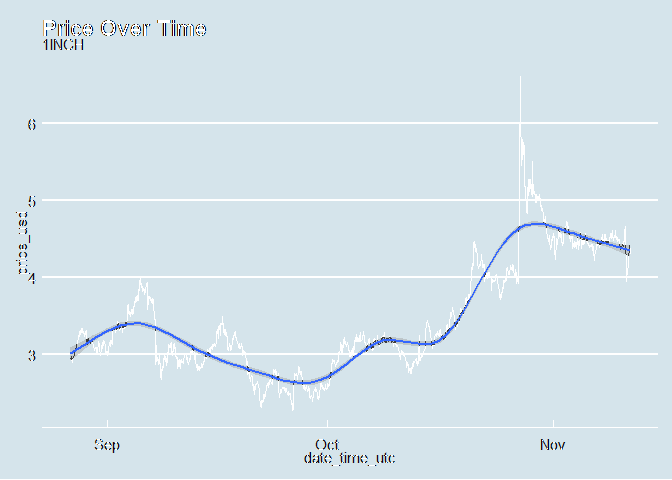 Price Over Time
1INCH
6
5
4
3
price_usd
Sep Oct Nov
date_time_utc